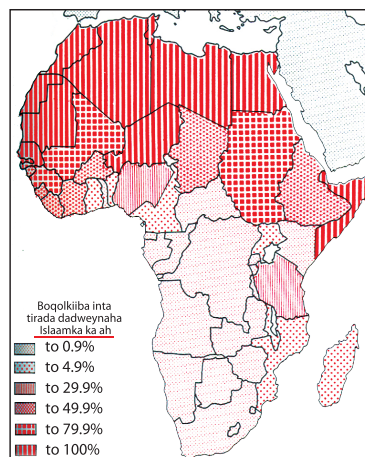 Boqolkiiba inta
tirada dadweynaha
Islaamka ka ah
to 0.9%
to 4.9%
to 29.9%
to 49.9%
to 79.9%
to 100%